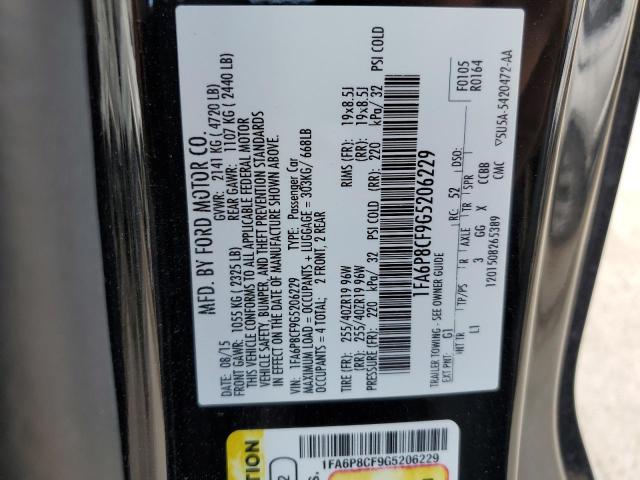 MFD. BY FORD MOTOR CO.
08/15
GVWR: 2141 KG ( 4720 LB)
FRONT GAWR: 1055 KG ( 2325 LB)
REAR GAWR: 1107 KG ( 2440 LB)
THIS VEHICLE CONFORMS TO ALL APPLICABLE FEDERAL MOTOR
VEHICLE SAFETY, BUMPER, AND THEFT PREVENTION STANDARDS
IN EFFECT ON THE DATE OF MANUFACTURE SHOWN ABOVE.
VIN: 1FA6P8CF9G5206229
TYPE: Passenger Car
MAXIMUM LOAD = OCCUPANTS + LUGGAGE = 303KG/ 668LB
OCCUPANTS = 4 TOTAL: 2 FRONT, 2 REAR
TIRE (FR): 255/40ZR19 96W RIMS (FR): 19x8.5J
(RR): 255/40ZR19 96W (RR): 19x8.5J
PRESSURE (FR): 220 kPa/ 32 PSI COLD (RR): 220 kPa/ 32 PSI COLD
1FA6P8CF9G5206229
TRAILER TOWING - SEE OWNER GUIDE
F0105
R0164
EXT PNT: G1 RC: 52 DSO:
INT TR TP/PS R AXLE TR SPR
L1 3 GG X CCBB
1201508265389 CMC
5U5A-5420472-AA
1FA6P8CF9G5206229